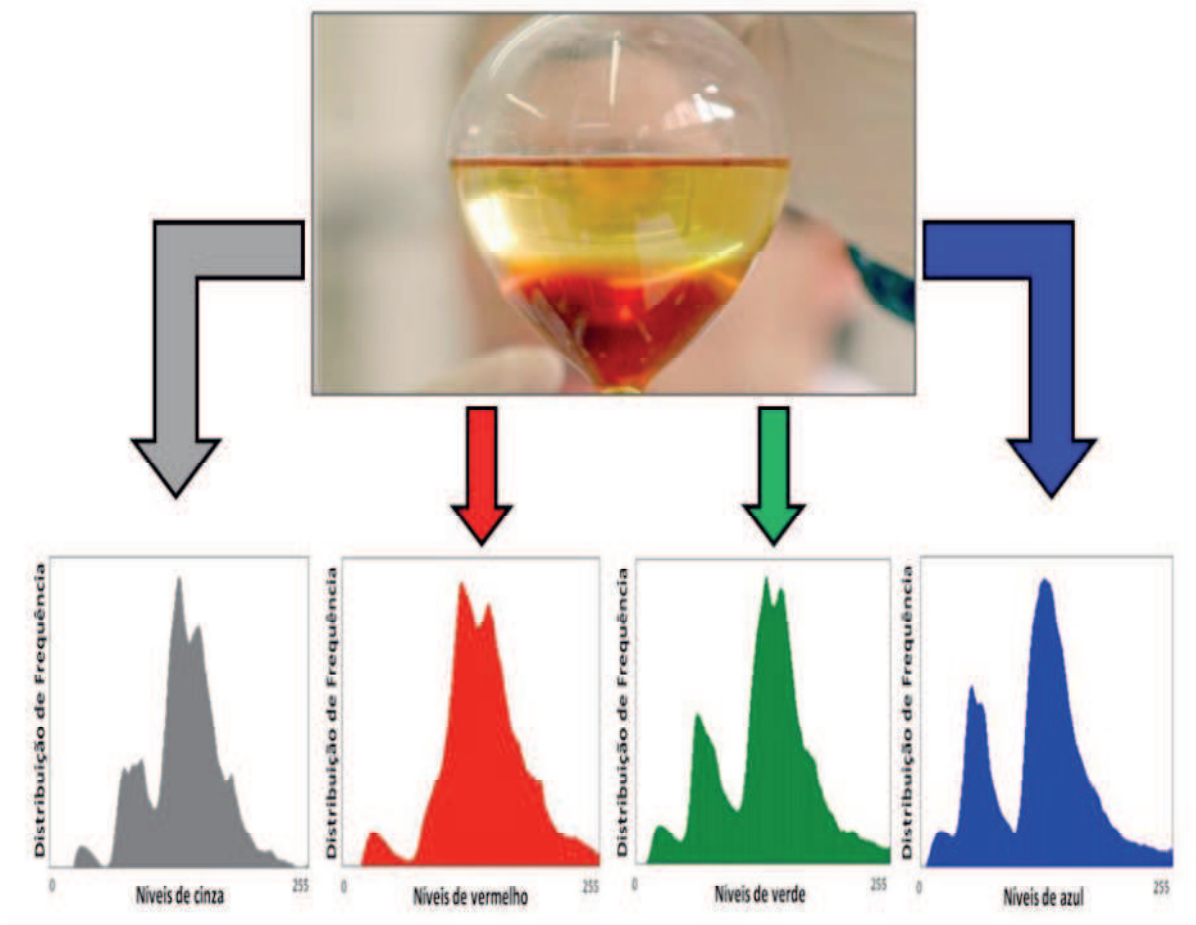 Distribuição de Frequência
0
255
Níveis de cinza
Distribuição de Frequência
0
255
Níveis de vermelho
Distribuição de Frequência
0
255
Níveis de verde
Distribuição de Frequência
0
255
Níveis de azul